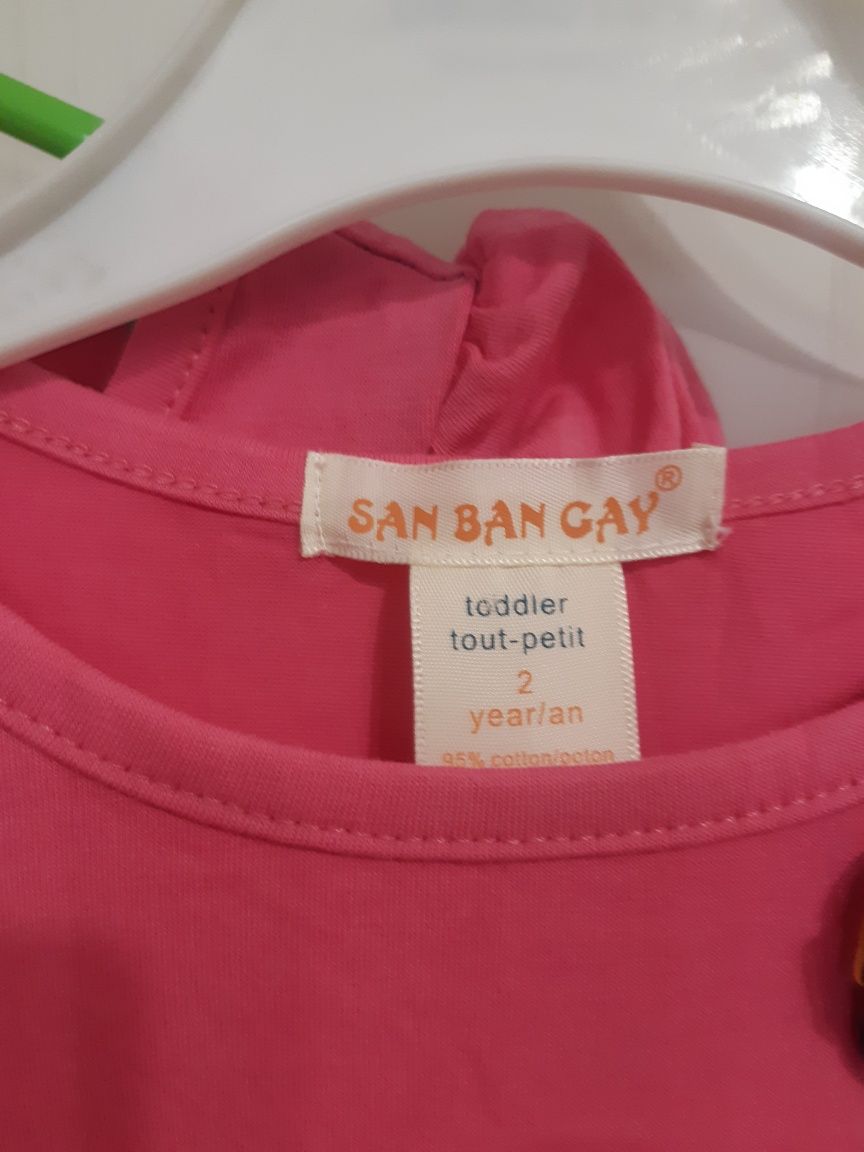 SAN BAN GAY®
toddler
tout-petit
2
year/an
95% cotton/coton